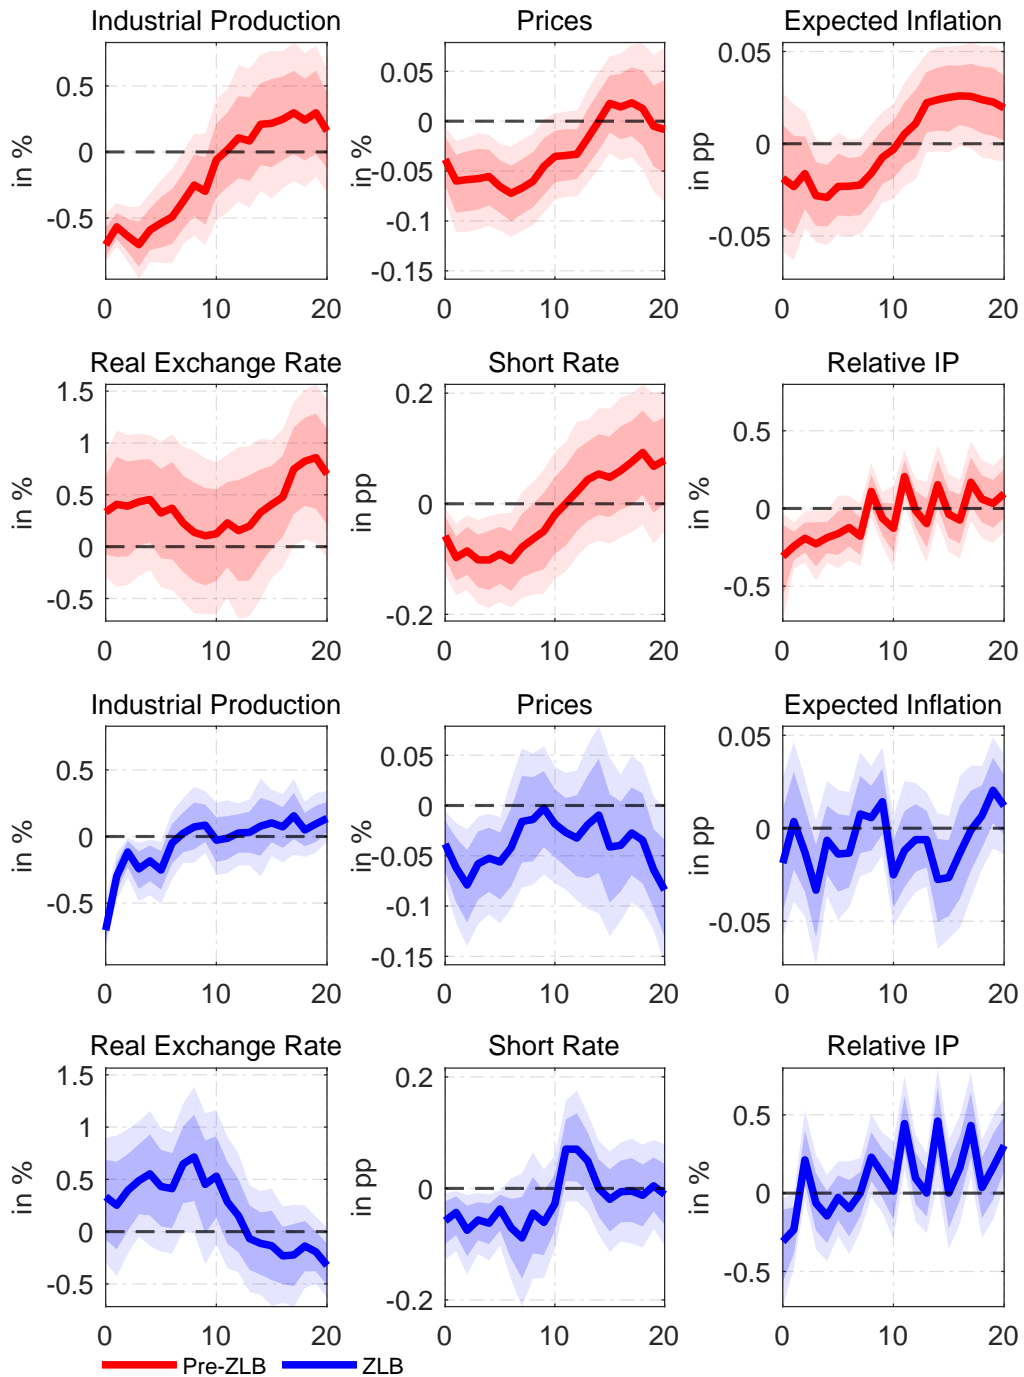 Industrial Production Prices Expected Inflation
in % 0.5 0 -0.5 0 10 20
in % 0.05 0 -0.05 -0.1 -0.15 0 10 20
in pp 0.05 0 -0.05 0 10 20
Real Exchange Rate Short Rate Relative IP
in % 1.5 1 0.5 0 -0.5 0 10 20
in pp 0.2 0 -0.2 0 10 20
in % 0.5 0 -0.5 0 10 20
Industrial Production Prices Expected Inflation
in % 0.5 0 -0.5 0 10 20
in % 0.05 0 -0.05 -0.1 -0.15 0 10 20
in pp 0.05 0 -0.05 0 10 20
Real Exchange Rate Short Rate Relative IP
in % 1.5 1 0.5 0 -0.5 0 10 20
in pp 0.2 0 -0.2 0 10 20
in % 0.5 0 -0.5 0 10 20
Pre-ZLB ZLB